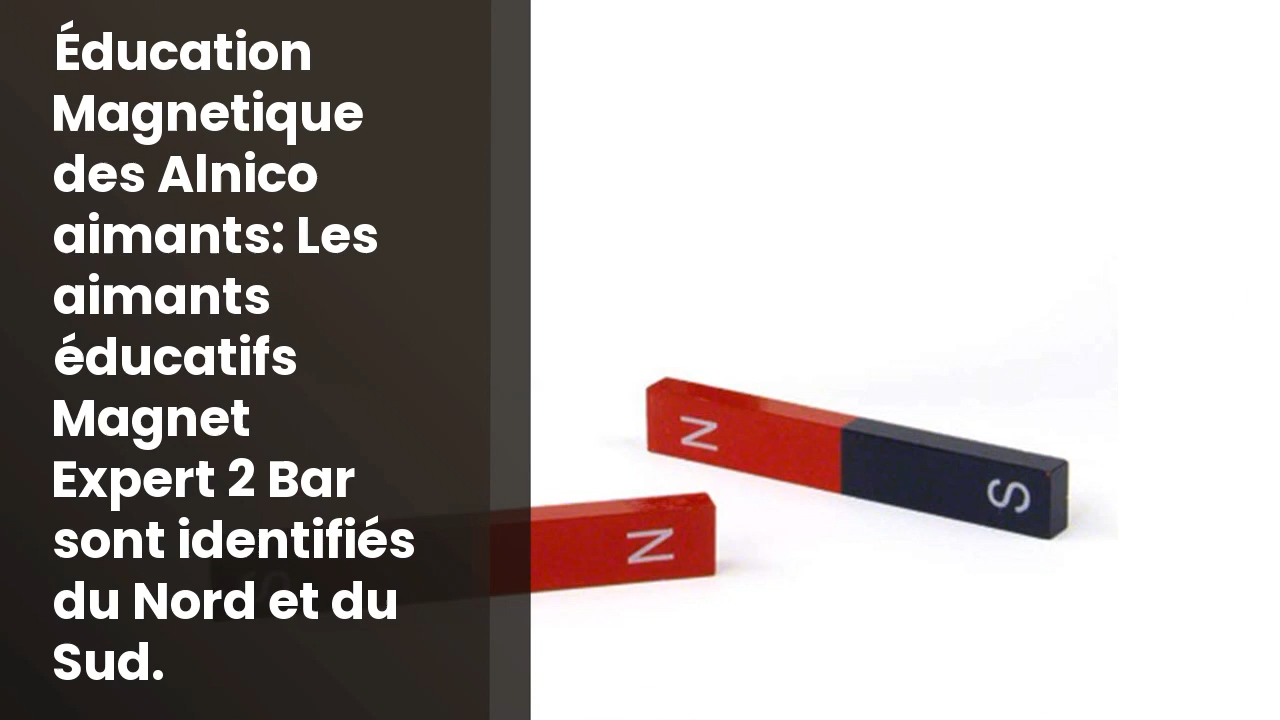 Éducation
Magnetique
des Alnico
aimants: Les
aimants
éducatifs
Magnet
Expert 2 Bar
sont identifiés
du Nord et du
Sud.
N
S
N
S